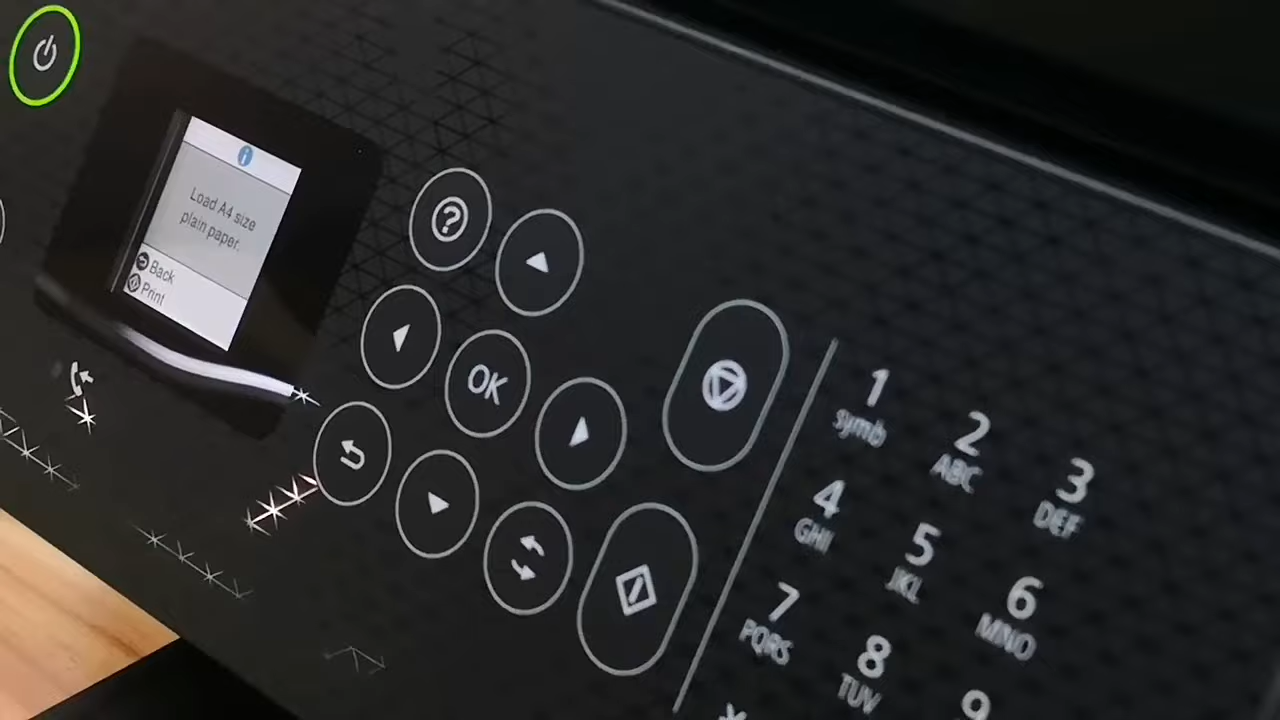 Load A4 size
plain paper.
Back
Print
?
OK
1
symb
2
ABC
3
DEF
4
GHI
5
JKL
6
MNO
7
PQRS
8
TUV
9
*